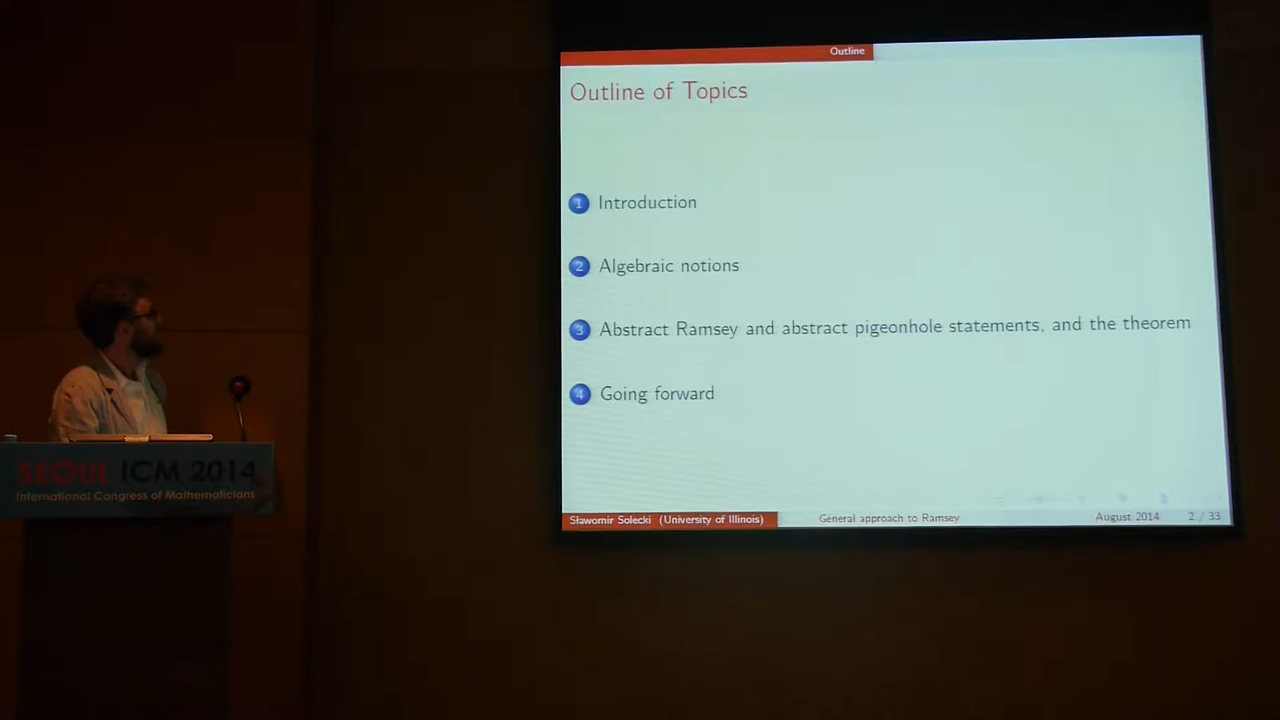 Outline
Outline of Topics
1 Introduction
2 Algebraic notions
3 Abstract Ramsey and abstract pigeonhole statements, and the theorem
4 Going forward
Sławomir Solecki (University of Illinois) General approach to Ramsey August 2014 2 / 33
SEOUL ICM 2014
International Congress of Mathematicians